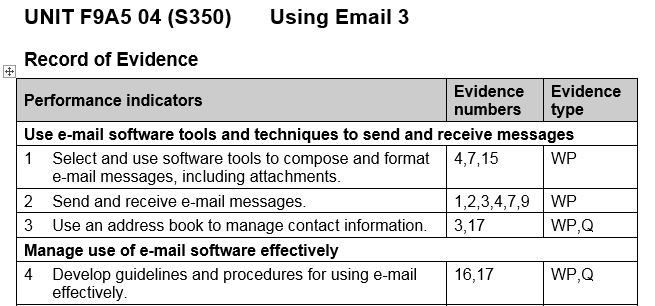 UNIT F9A5 04 (S350) Using Email 3
Record of Evidence
Performance indicators Evidence numbers Evidence type
Use e-mail software tools and techniques to send and receive messages
1 Select and use software tools to compose and format e-mail messages, including attachments. 4,7,15 WP
2 Send and receive e-mail messages. 1,2,3,4,7,9 WP
3 Use an address book to manage contact information. 3,17 WP,Q
Manage use of e-mail software effectively
4 Develop guidelines and procedures for using e-mail effectively. 16,17 WP,Q